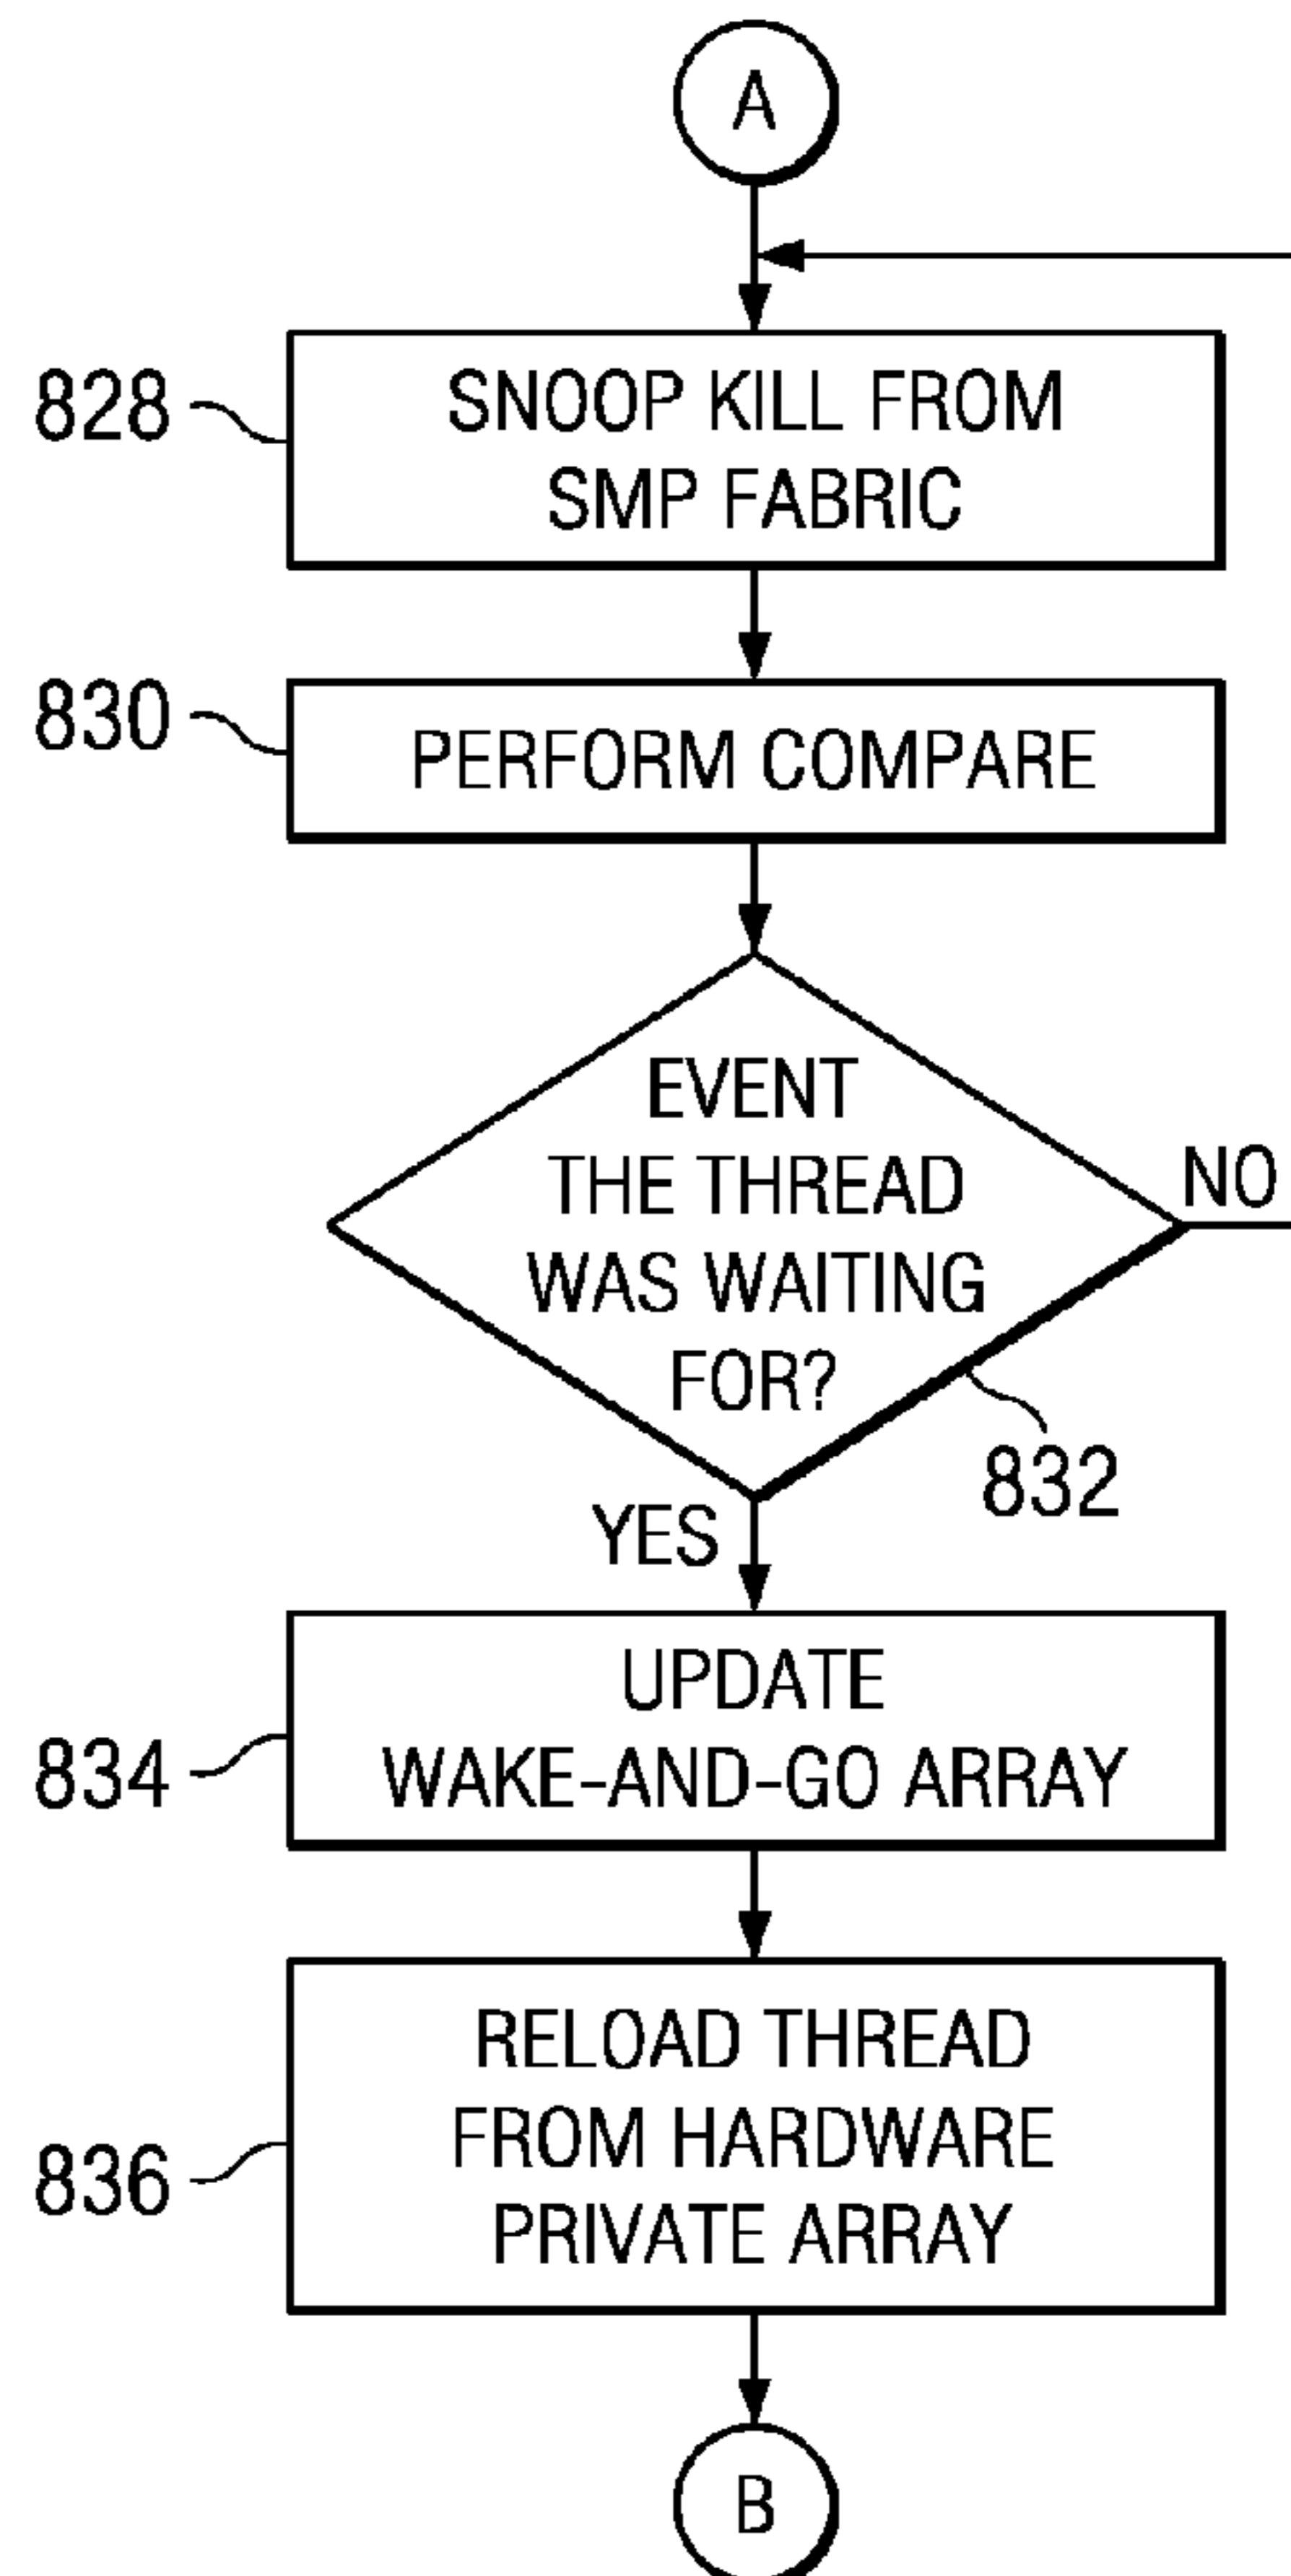 A
828
SNOOP KILL FROM
SMP FABRIC
830
PERFORM COMPARE
EVENT
THE THREAD
WAS WAITING
FOR?
NO
832
YES
834
UPDATE
WAKE-AND-GO ARRAY
836
RELOAD THREAD
FROM HARDWARE
PRIVATE ARRAY
B